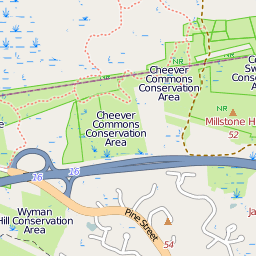 NR
NR
Cheever
Commons
Conservation
Area
NR
Millstone H
52
Cheever
Commons
Conservation
Area
16
16
Pine Street
Wyman
Hill Conservation
Area
54